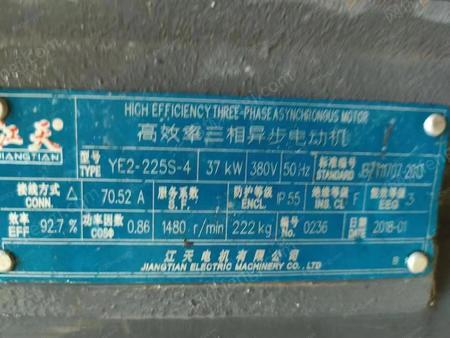 HIGH EFFICIENCY THREE-PHASE ASYNCHRONOUS MOTOR
江天
JIANGTIAN
高效率三相异步电动机
型号 TYPE YE2-225S-4 37 kW 380V 50Hz 标准编号 STANDARD JB/T11707-2013
接线方式 CONN. △ 70.52 A 服务系数 S.F. 防护等级 ENCL. IP 55 绝缘等级 INS. CL F 能效等级 EEG 3
效率 EFF 92.7 % 功率因数 COSΦ 0.86 1480 r/min 222 kg 编号 No 0236 日期 DATE 2018-01
江天电机有限公司
JIANGTIAN ELECTRIC MACHINERY CO., LTD